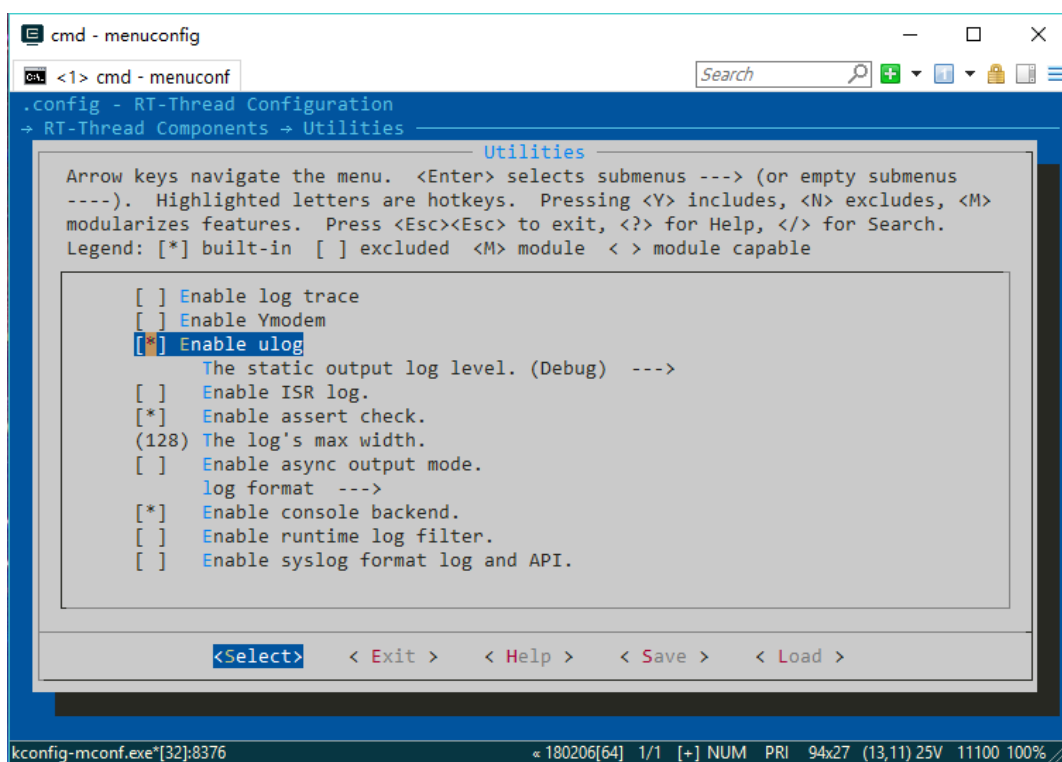 cmd - menuconfig
<1> cmd - menuconf
Search
.config - RT-Thread Configuration
→ RT-Thread Components → Utilities
Utilities
Arrow keys navigate the menu.  <Enter> selects submenus ---> (or empty submenus
----).  Highlighted letters are hotkeys.  Pressing <Y> includes, <N> excludes, <M>
modularizes features.  Press <Esc><Esc> to exit, <?> for Help, </> for Search.
Legend: [*] built-in  [ ] excluded  <M> module  < > module capable
[ ] Enable log trace
[ ] Enable Ymodem
[*] Enable ulog
The static output log level. (Debug)  --->
[ ]   Enable ISR log.
[*]   Enable assert check.
(128) The log's max width.
[ ]   Enable async output mode.
log format  --->
[*]   Enable console backend.
[ ]   Enable runtime log filter.
[ ]   Enable syslog format log and API.
<Select>    < Exit >    < Help >    < Save >    < Load >
kconfig-mconf.exe*[32]:8376    « 180206[64]  1/1  [+] NUM  PRI  94x27  (13,11) 25V  11100 100%